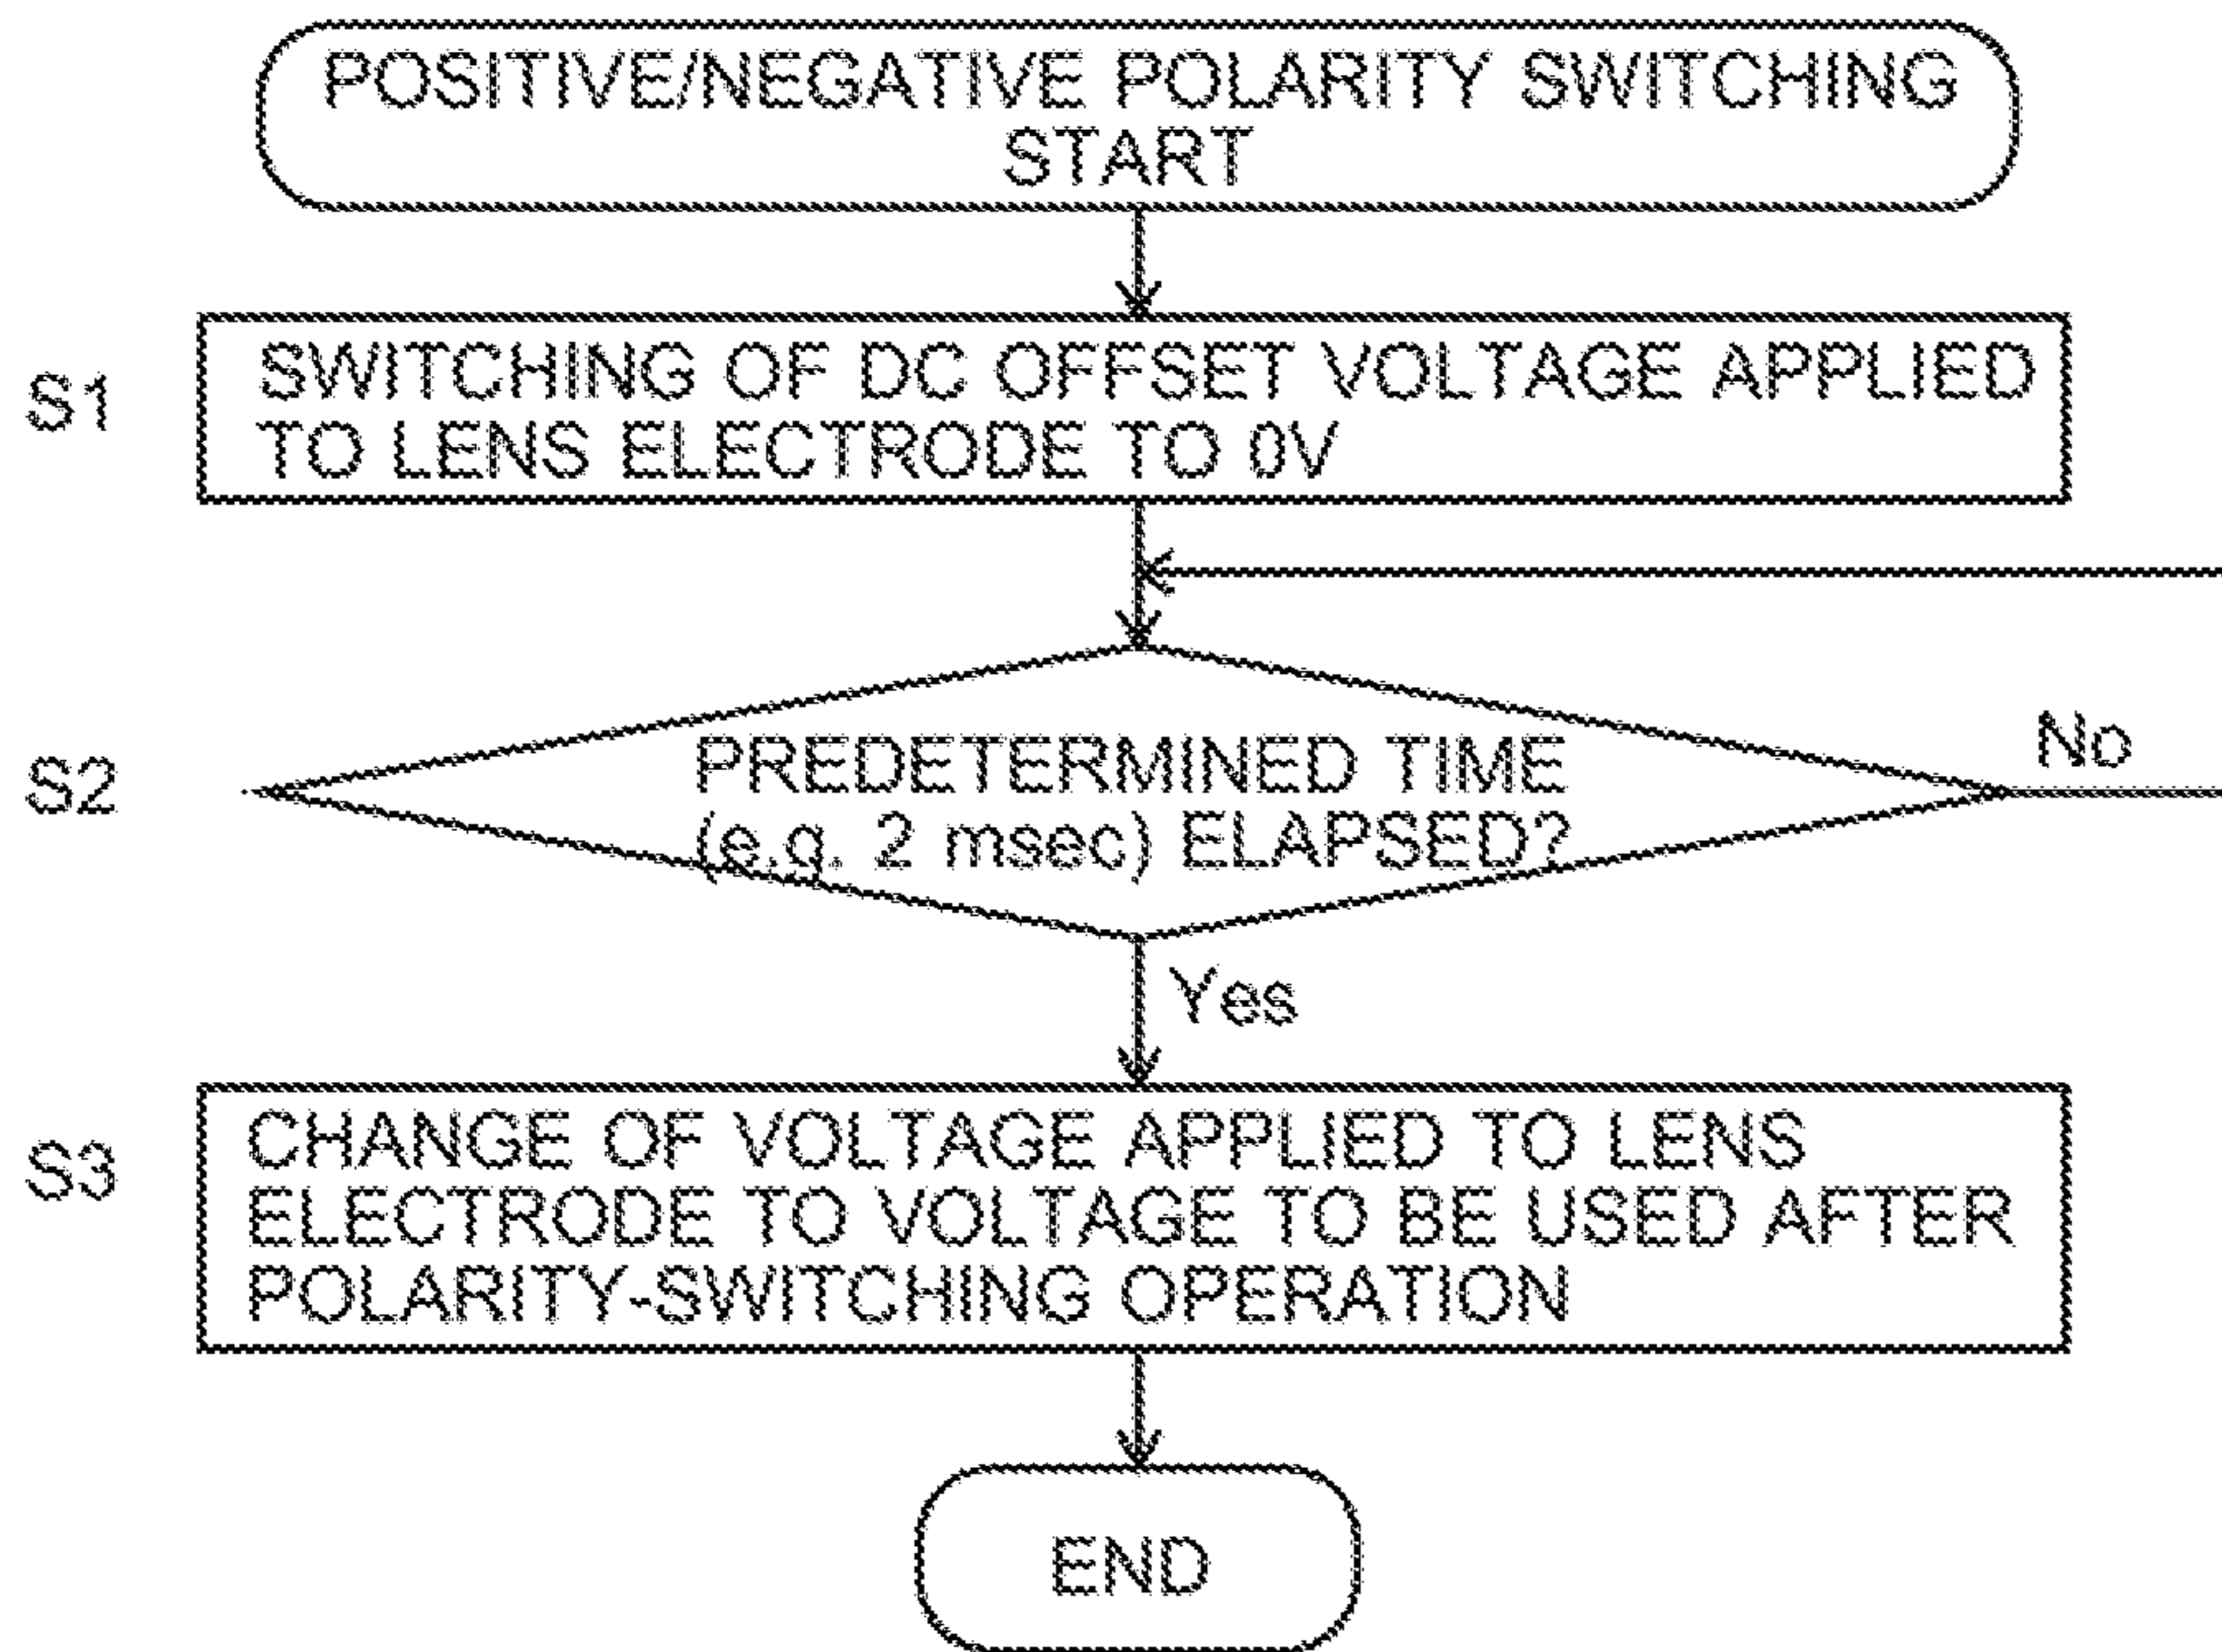 POSITIVE/NEGATIVE POLARITY SWITCHING
START
S1
SWITCHING OF DC OFFSET VOLTAGE APPLIED
TO LENS ELECTRODE TO 0V
S2
PREDETERMINED TIME
(e.g. 2 msec) ELAPSED?
No
Yes
S3
CHANGE OF VOLTAGE APPLIED TO LENS
ELECTRODE TO VOLTAGE TO BE USED AFTER
POLARITY-SWITCHING OPERATION
END